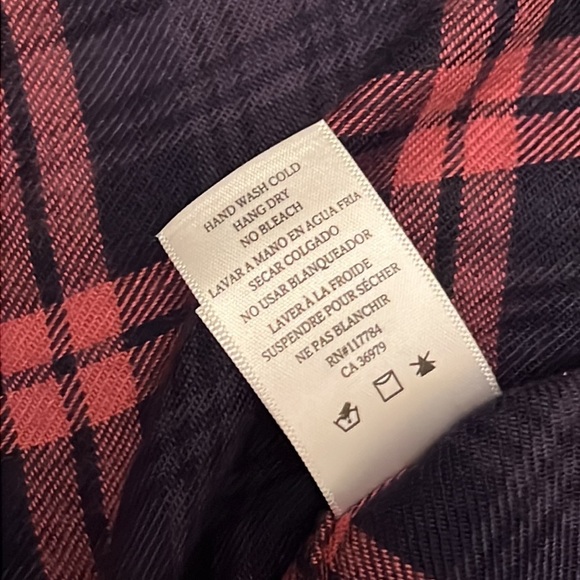 HAND WASH COLD
HANG DRY
NO BLEACH
LAVAR A MANO EN AGUA FRIA
SECAR COLGADO
NO USAR BLANQUEADOR
LAVER À LA FROIDE
SUSPENDRE POUR SÉCHER
NE PAS BLANCHIR
RN#117784
CA 36979